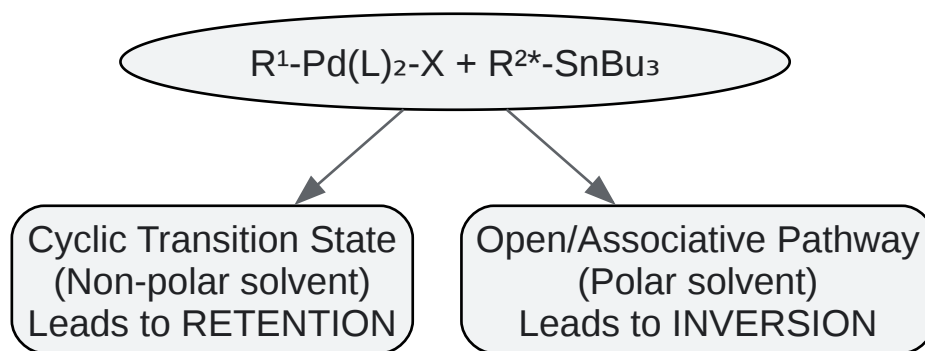 R¹-Pd(L)₂-X + R²*-SnBu₃
Cyclic Transition State
(Non-polar solvent)
Leads to RETENTION
Open/Associative Pathway
(Polar solvent)
Leads to INVERSION